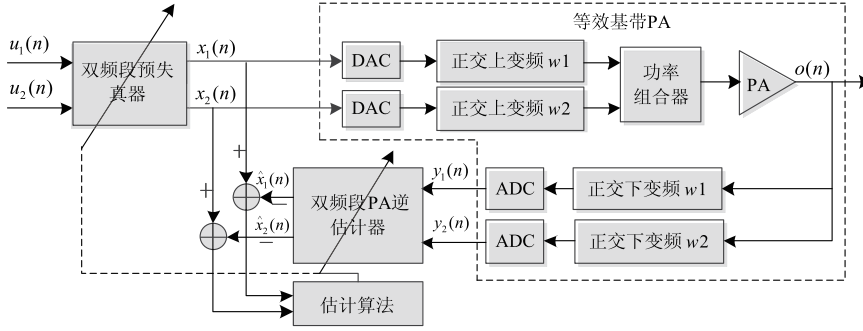 等效基带PA
u₁(n)
u₂(n)
双频段预失
真器
x₁(n)
x₂(n)
DAC
正交上变频 w1
DAC
正交上变频 w2
功率
组合器
PA
o(n)
+
+
x̂₁(n)
−
x̂₂(n)
−
双频段PA逆
估计器
y₁(n)
y₂(n)
ADC
正交下变频 w1
ADC
正交下变频 w2
估计算法